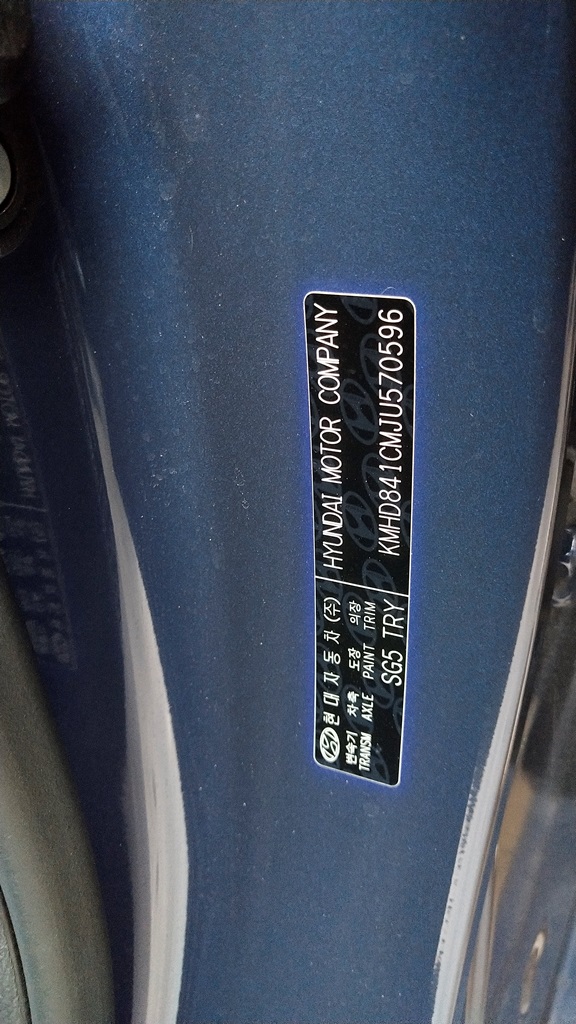 현대자동차(주) HYUNDAI MOTOR COMPANY
변속기 차축 도장 의장
TRANSM AXLE PAINT TRIM
SG5 TRY KMHD841CMJU570596